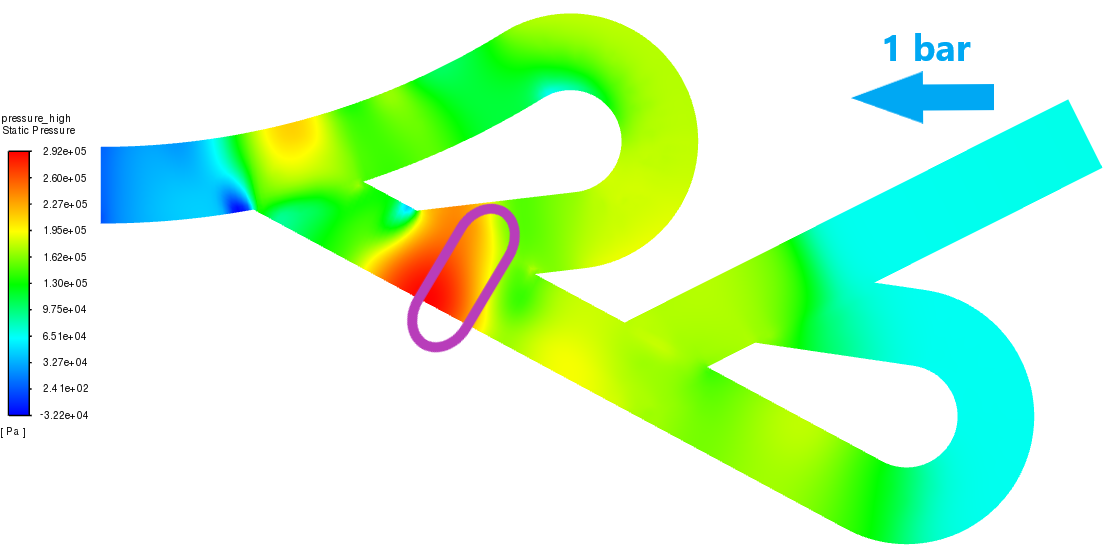 1 bar
pressure_high
Static Pressure
2.92e+05
2.60e+05
2.27e+05
1.95e+05
1.62e+05
1.30e+05
9.75e+04
6.51e+04
3.27e+04
2.41e+02
-3.22e+04
[ Pa ]